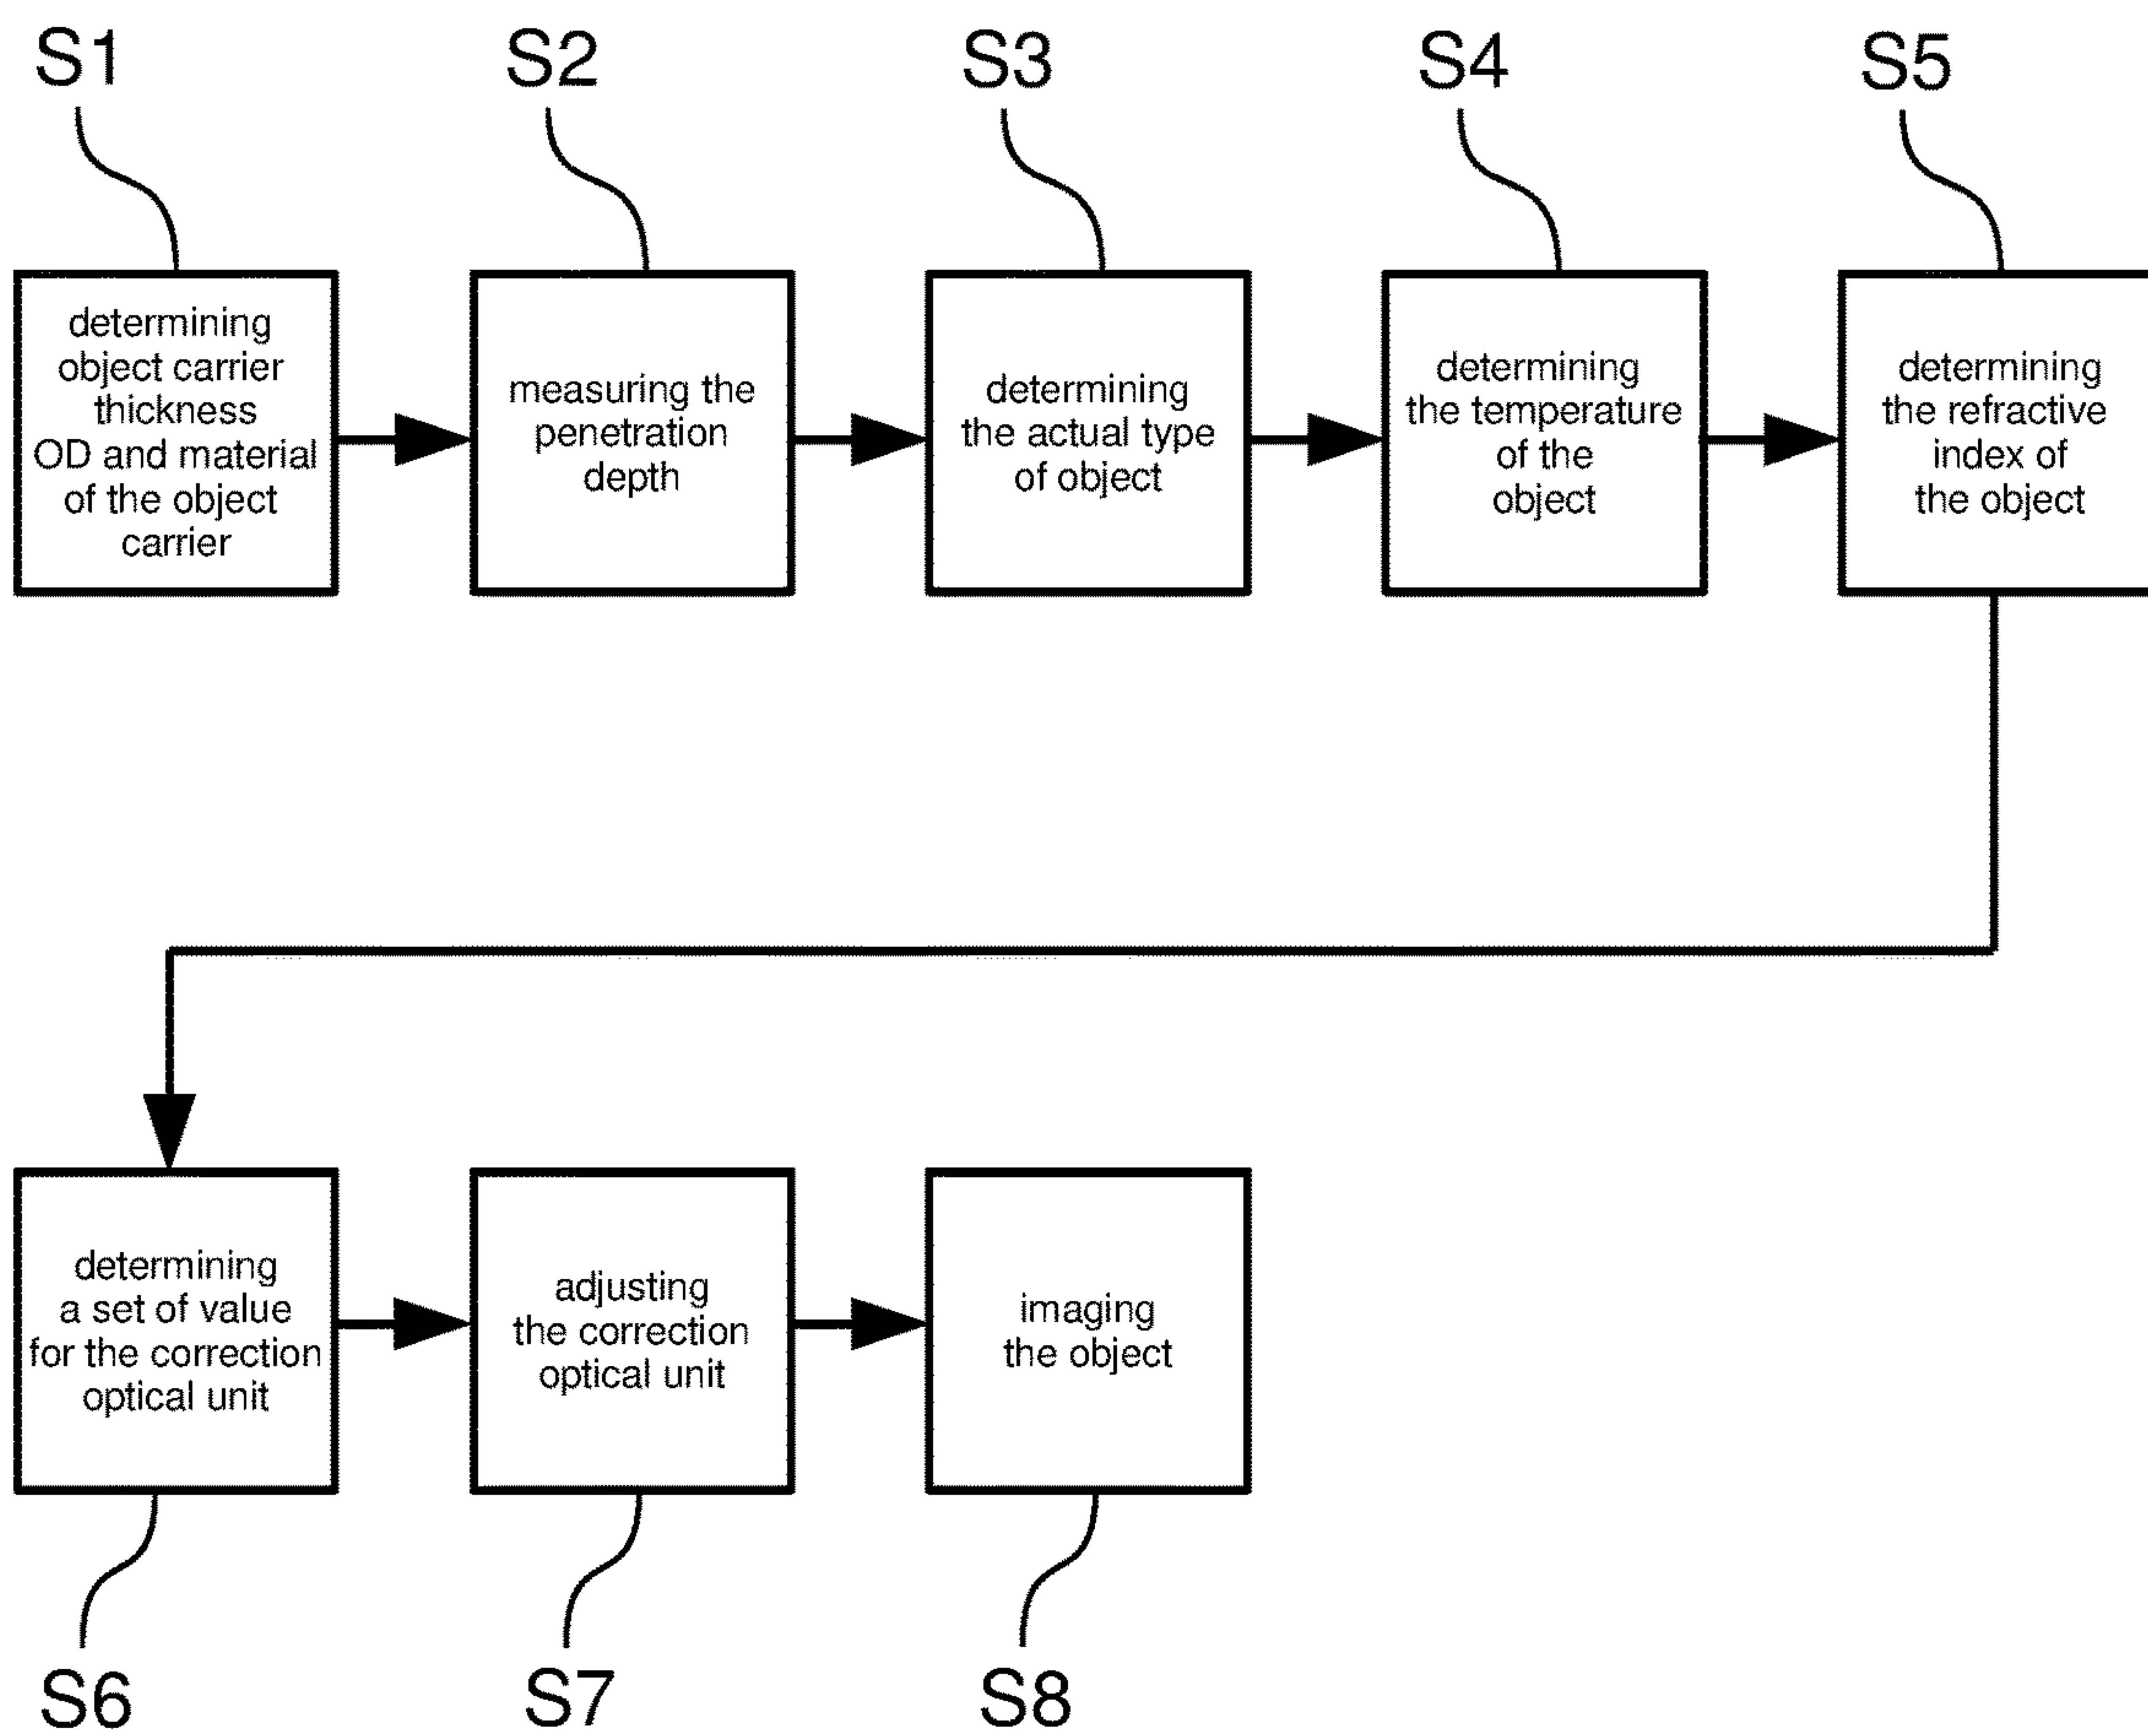 S1
S2
S3
S4
S5
determining
object carrier
thickness
OD and material
of the object
carrier
measuring the
penetration
depth
determining
the actual type
of object
determining
the temperature
of the
object
determining
the refractive
index of
the object
determining
a set of value
for the correction
optical unit
adjusting
the correction
optical unit
imaging
the object
S6
S7
S8